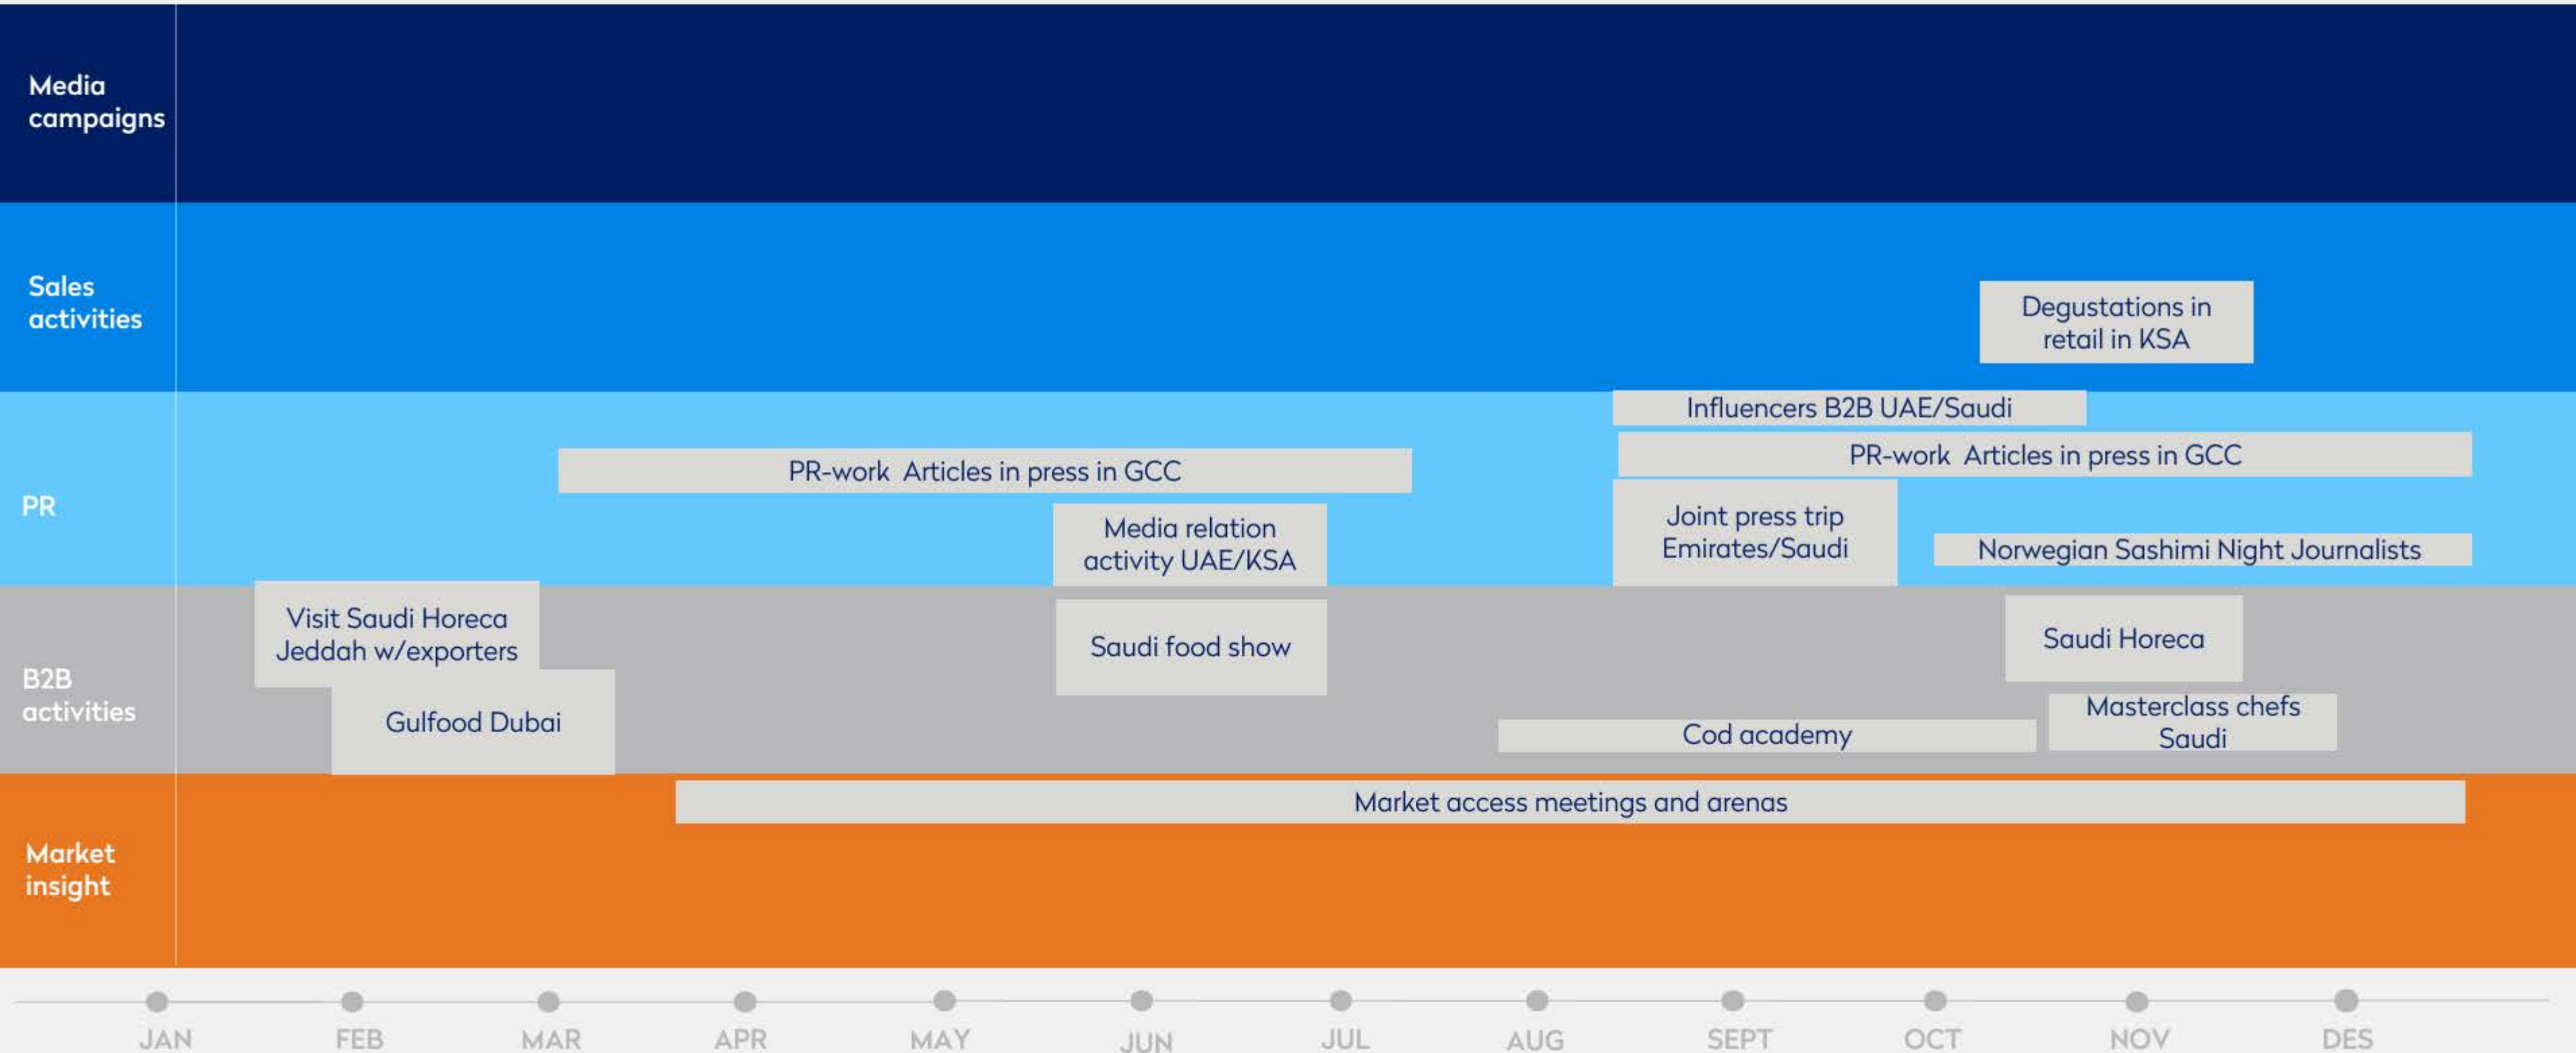 Media
campaigns
Sales
activities
Degustations in
retail in KSA
PR
Influencers B2B UAE/Saudi
PR-work Articles in press in GCC
PR-work Articles in press in GCC
Media relation
activity UAE/KSA
Joint press trip
Emirates/Saudi
Norwegian Sashimi Night Journalists
B2B
activities
Visit Saudi Horeca
Jeddah w/exporters
Gulfood Dubai
Saudi food show
Saudi Horeca
Cod academy
Masterclass chefs
Saudi
Market
insight
Market access meetings and arenas
JAN FEB MAR APR MAY JUN JUL AUG SEPT OCT NOV DES